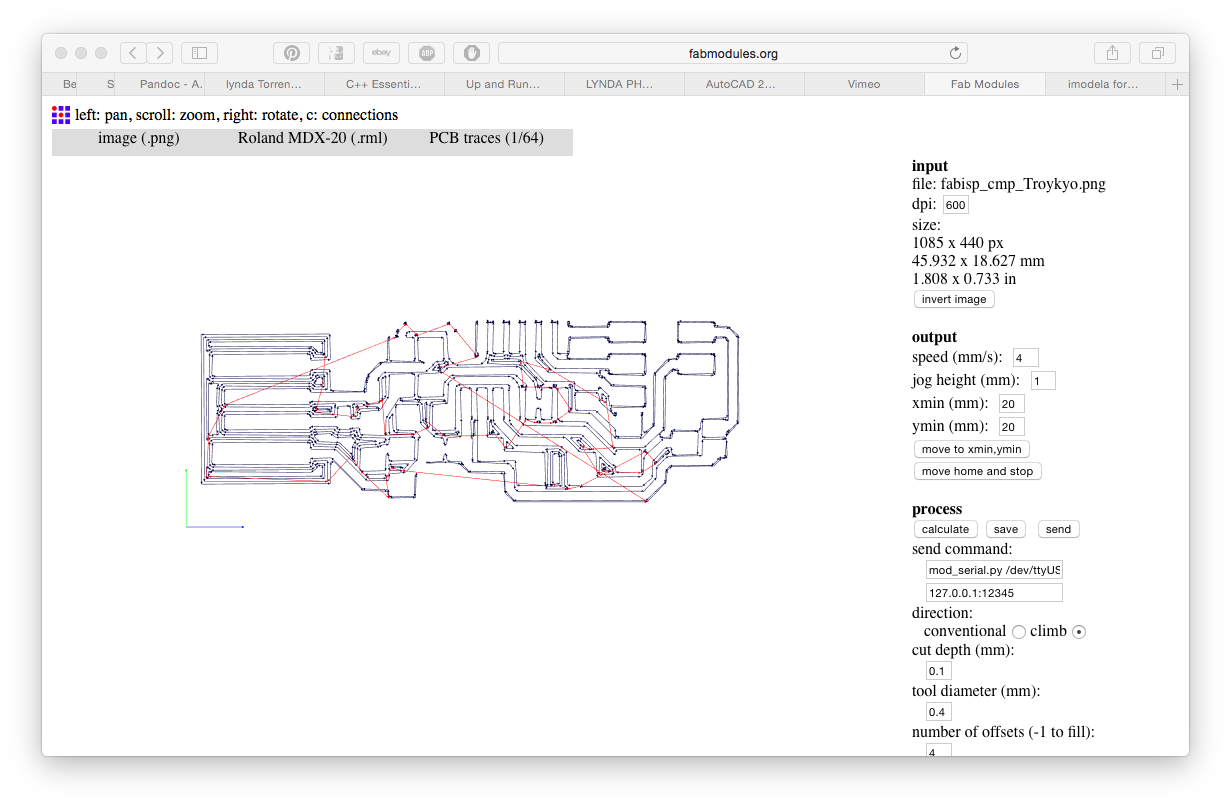 fabmodules.org
Be S Pandoc - A. lynda Torren… C++ Essenti… Up and Run… LYNDA PH… AutoCAD 2… Vimeo Fab Modules imodela for…
left: pan, scroll: zoom, right: rotate, c: connections
image (.png) Roland MDX-20 (.rml) PCB traces (1/64)
input
file: fabisp_cmp_Troykyo.png
dpi: 600
size:
1085 x 440 px
45.932 x 18.627 mm
1.808 x 0.733 in
invert image
output
speed (mm/s): 4
jog height (mm): 1
xmin (mm): 20
ymin (mm): 20
move to xmin,ymin
move home and stop
process
calculate save send
send command:
mod_serial.py /dev/ttyUS
127.0.0.1:12345
direction:
conventional climb
cut depth (mm):
0.1
tool diameter (mm):
0.4
number of offsets (-1 to fill):
4